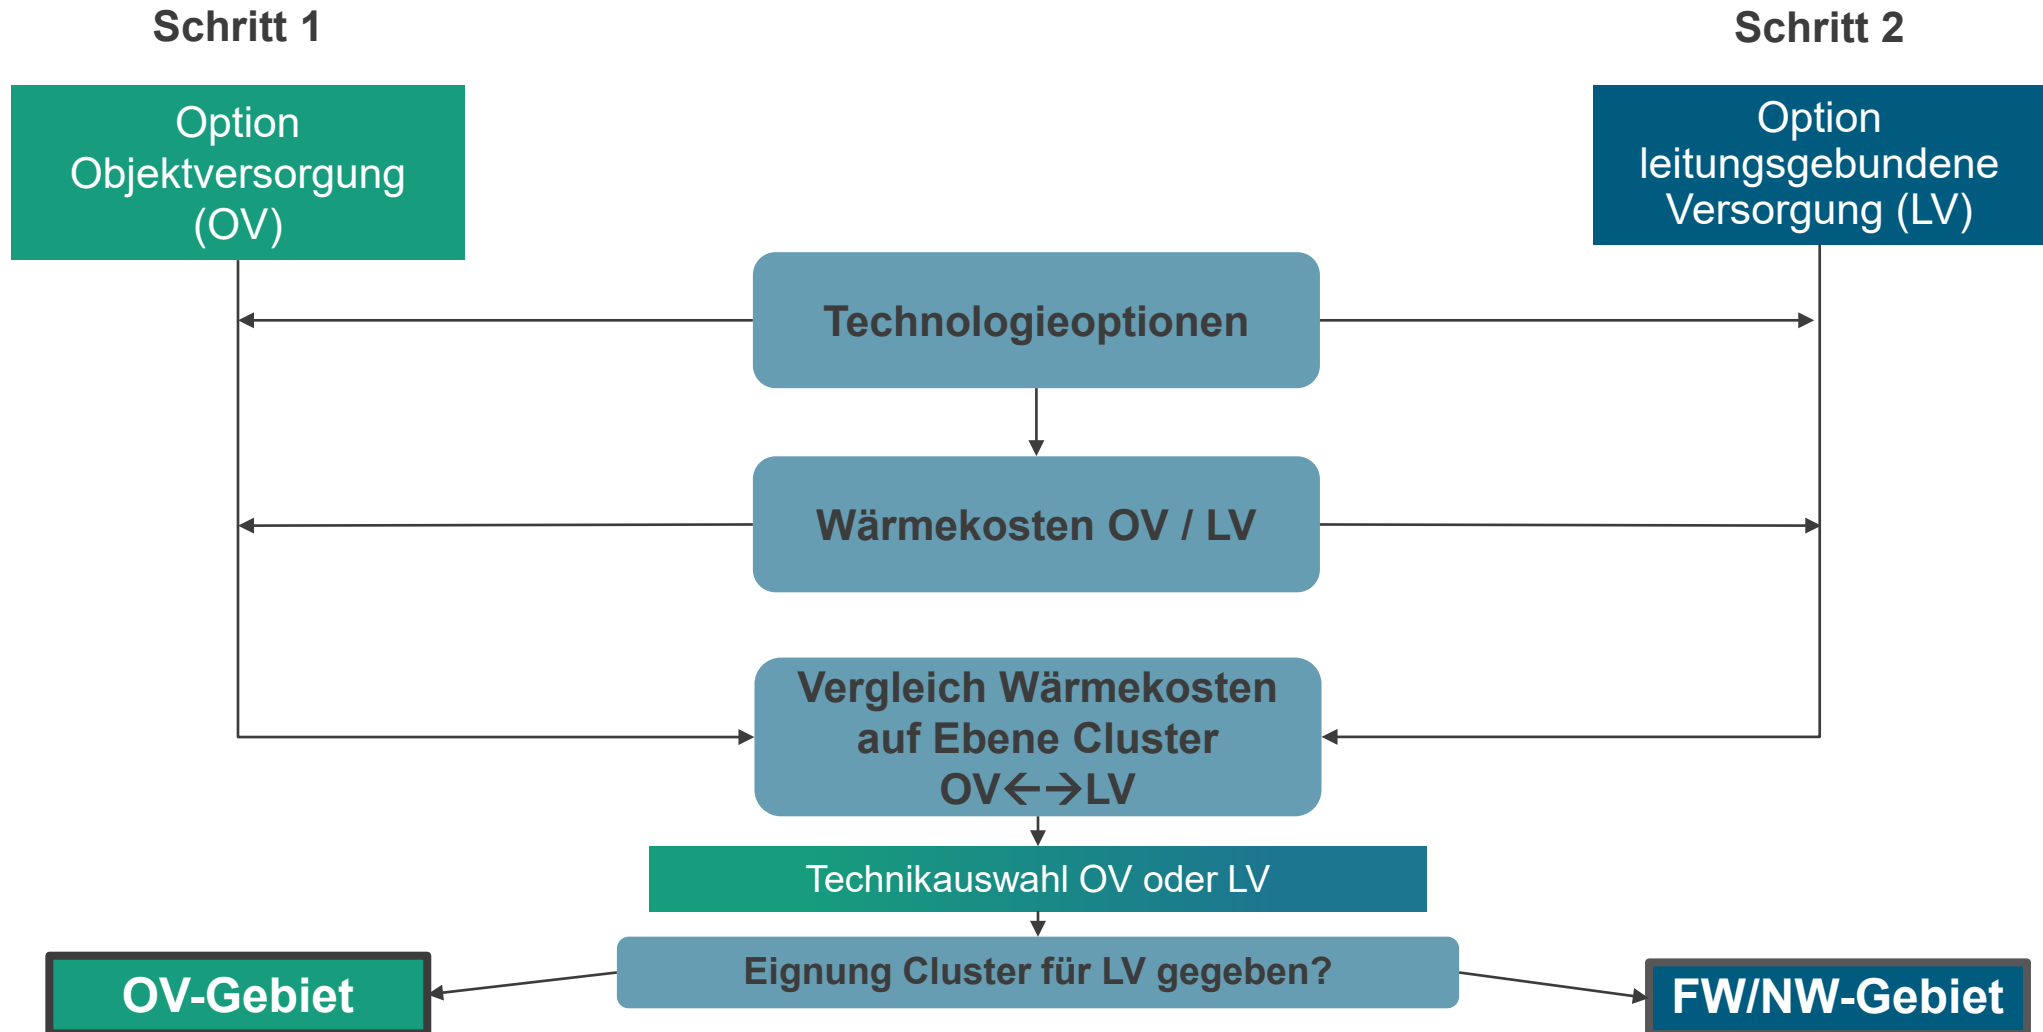 Schritt 1
Schritt 2
Option
Objektversorgung
(OV)
Option
leitungsgebundene
Versorgung (LV)
Technologieoptionen
Wärmekosten OV / LV
Vergleich Wärmekosten
auf Ebene Cluster
OV←→LV
Technikauswahl OV oder LV
Eignung Cluster für LV gegeben?
OV-Gebiet
FW/NW-Gebiet